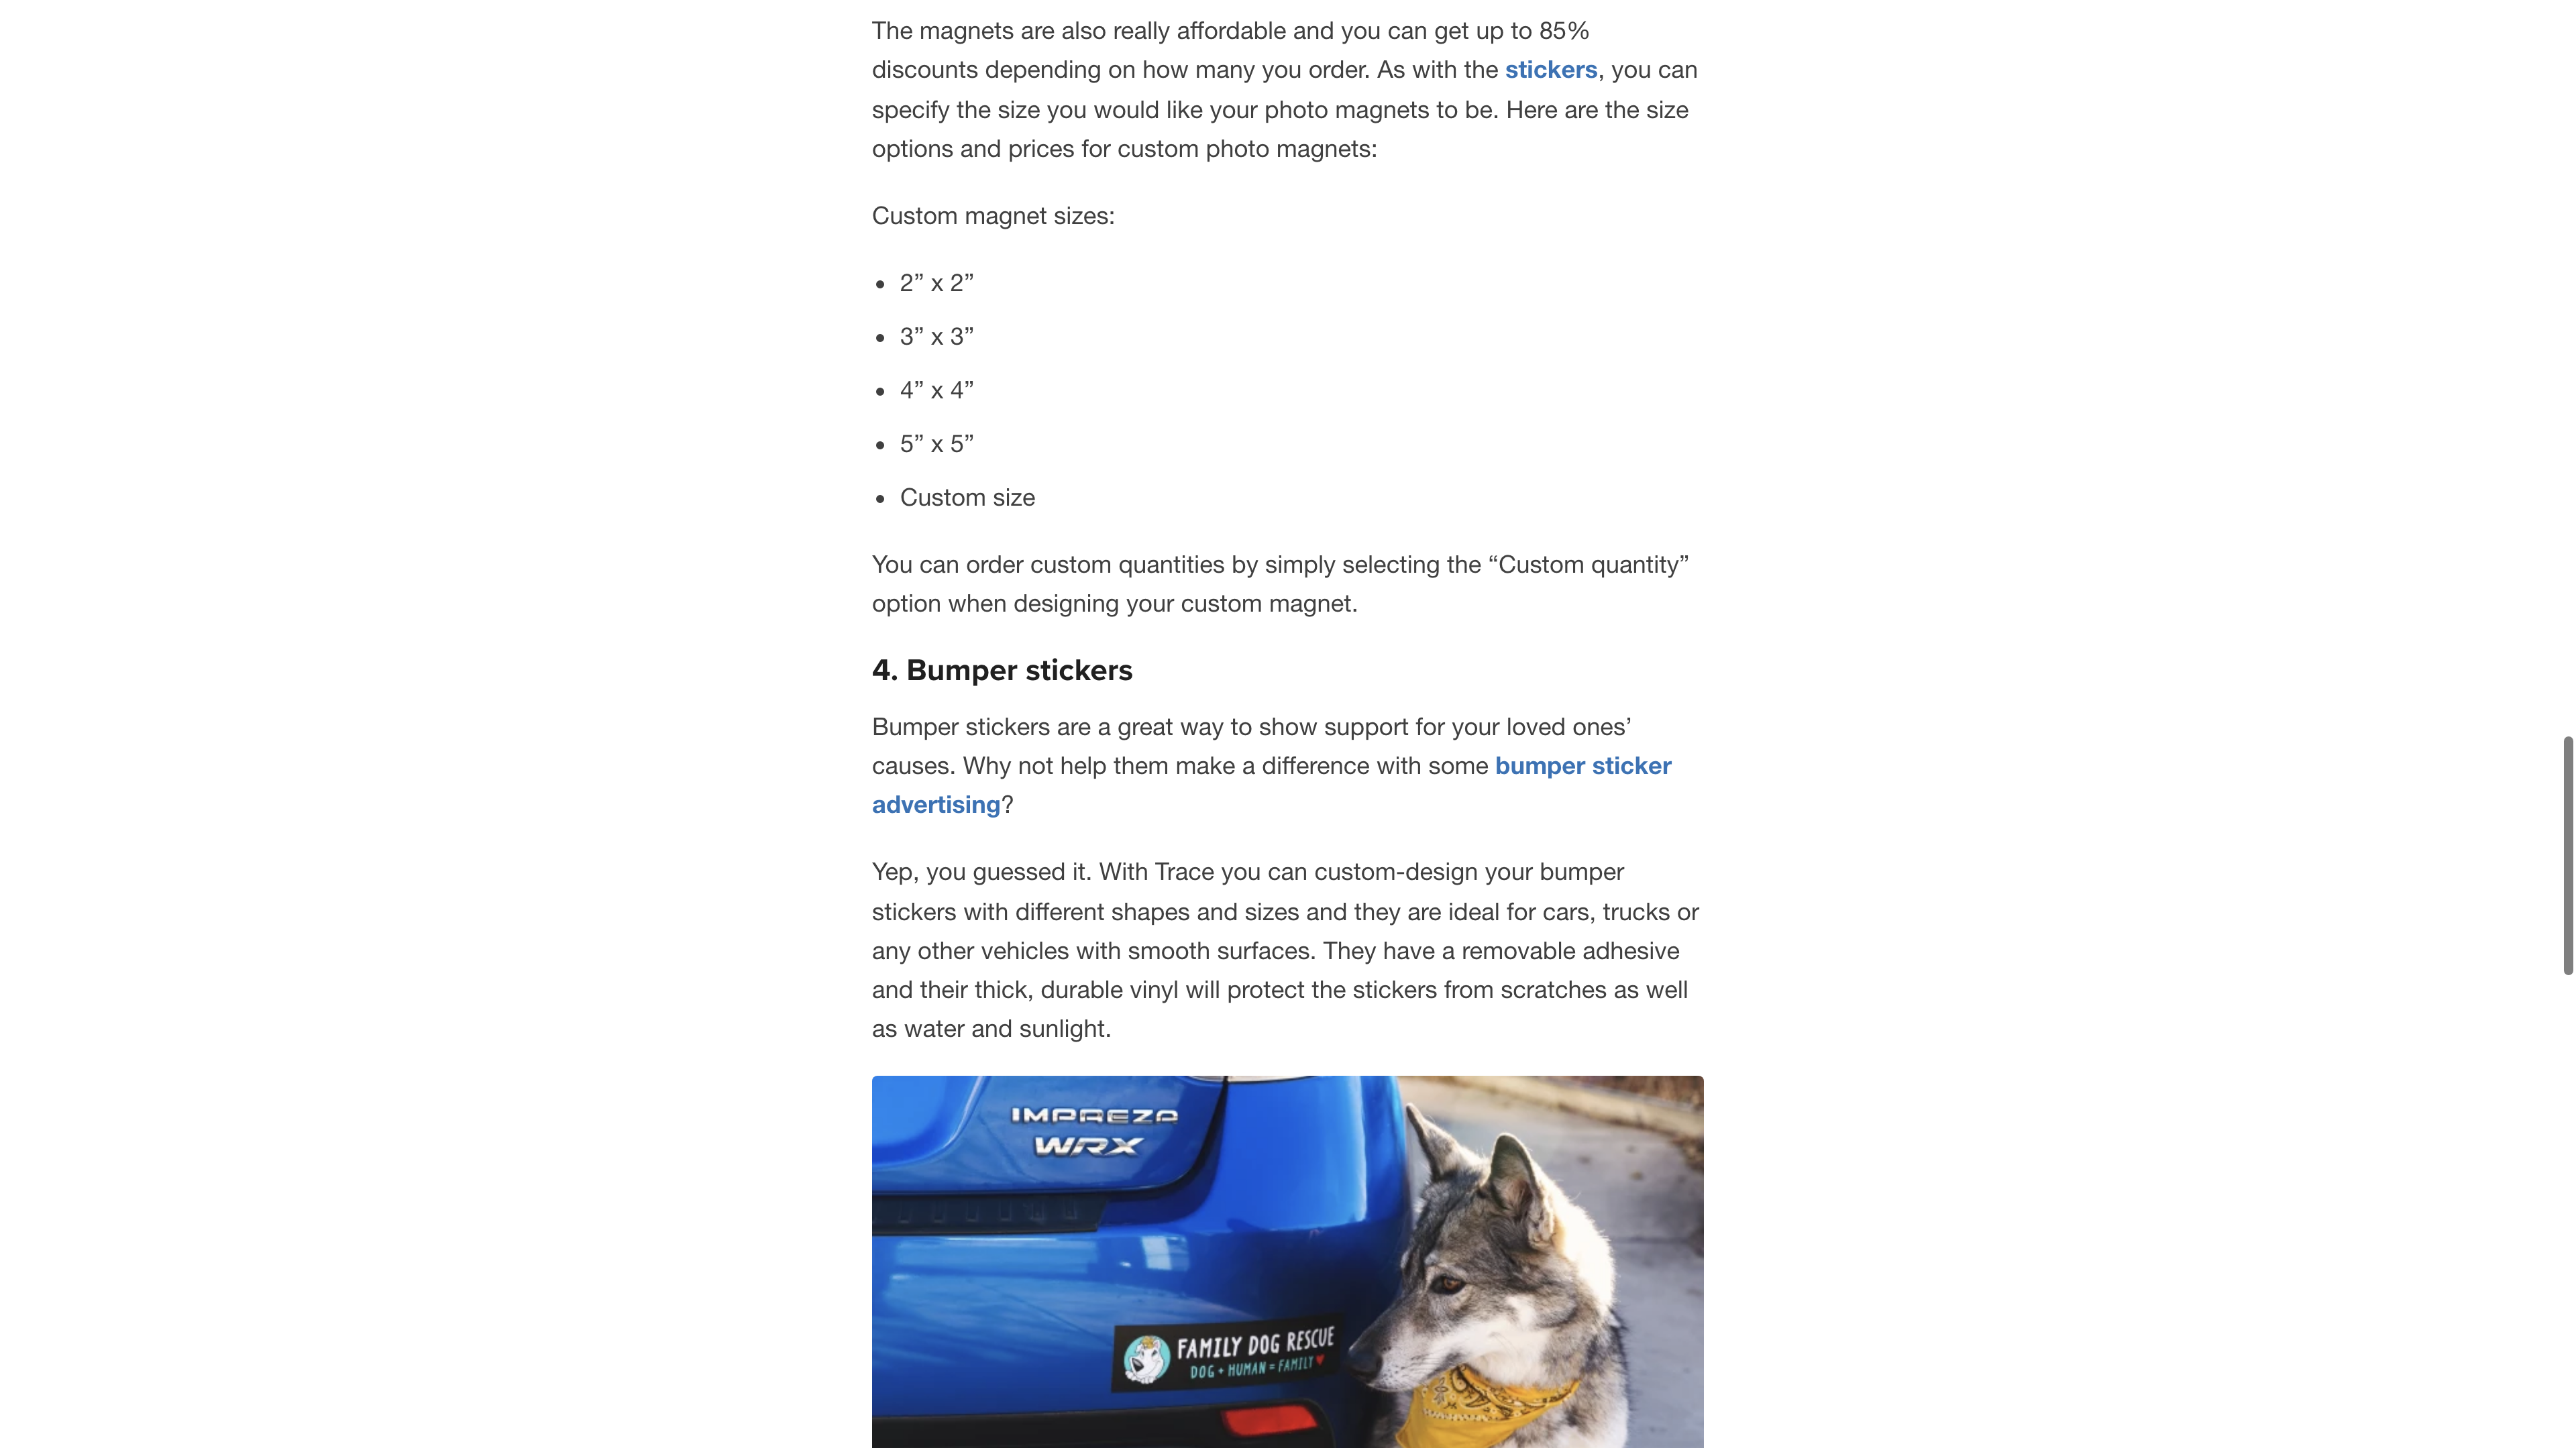 The magnets are also really affordable and you can get up to 85%
discounts depending on how many you order. As with the stickers, you can
specify the size you would like your photo magnets to be. Here are the size
options and prices for custom photo magnets:
Custom magnet sizes:
• 2” x 2”
• 3” x 3”
• 4” x 4”
• 5” x 5”
• Custom size
You can order custom quantities by simply selecting the “Custom quantity”
option when designing your custom magnet.
4. Bumper stickers
Bumper stickers are a great way to show support for your loved ones’
causes. Why not help them make a difference with some bumper sticker
advertising?
Yep, you guessed it. With Trace you can custom-design your bumper
stickers with different shapes and sizes and they are ideal for cars, trucks or
any other vehicles with smooth surfaces. They have a removable adhesive
and their thick, durable vinyl will protect the stickers from scratches as well
as water and sunlight.
IMPREZA
WRX
FAMILY DOG RESCUE
DOG + HUMAN = FAMILY♥